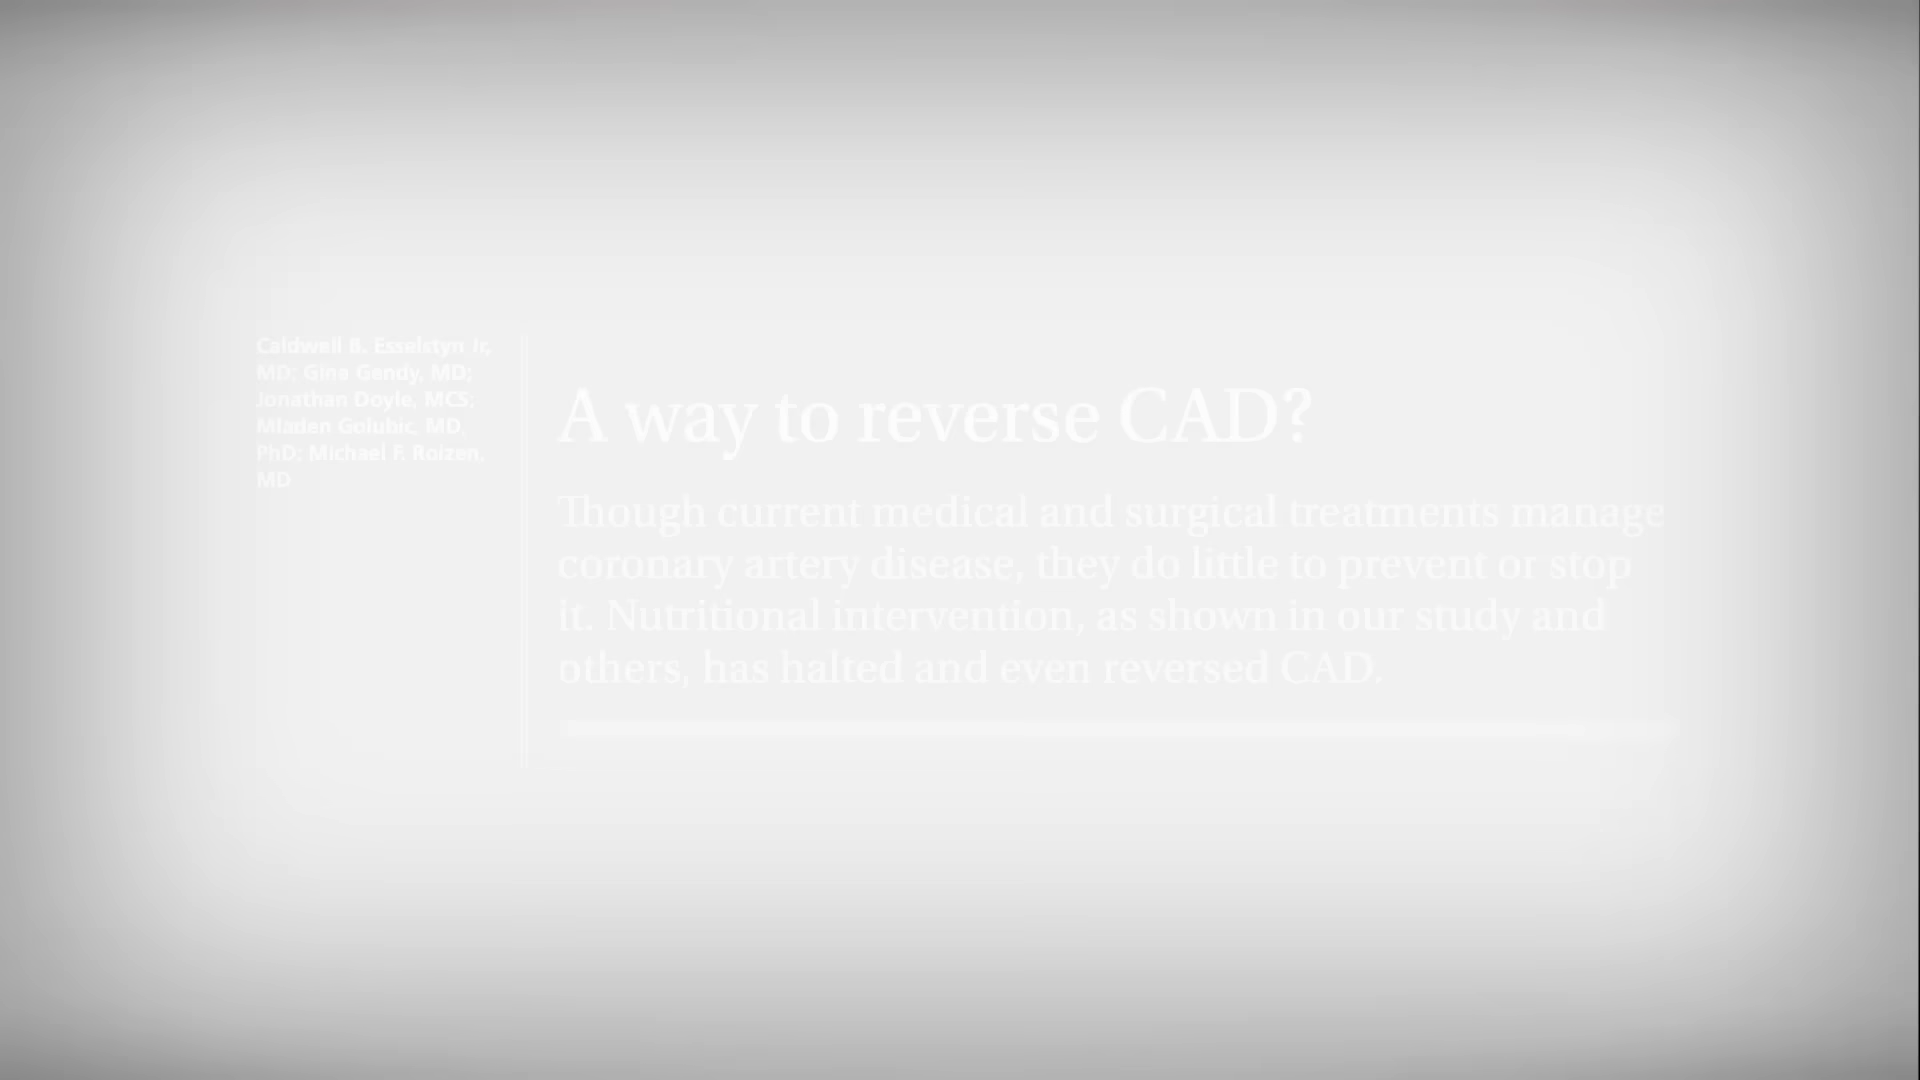 Caldwell B. Esselstyn Jr,
MD; Gina Gendy, MD;
Jonathan Doyle, MCS;
Mladen Golubic, MD,
PhD; Michael F. Roizen,
MD
A way to reverse CAD?
Though current medical and surgical treatments manage
coronary artery disease, they do little to prevent or stop
it. Nutritional intervention, as shown in our study and
others, has halted and even reversed CAD.